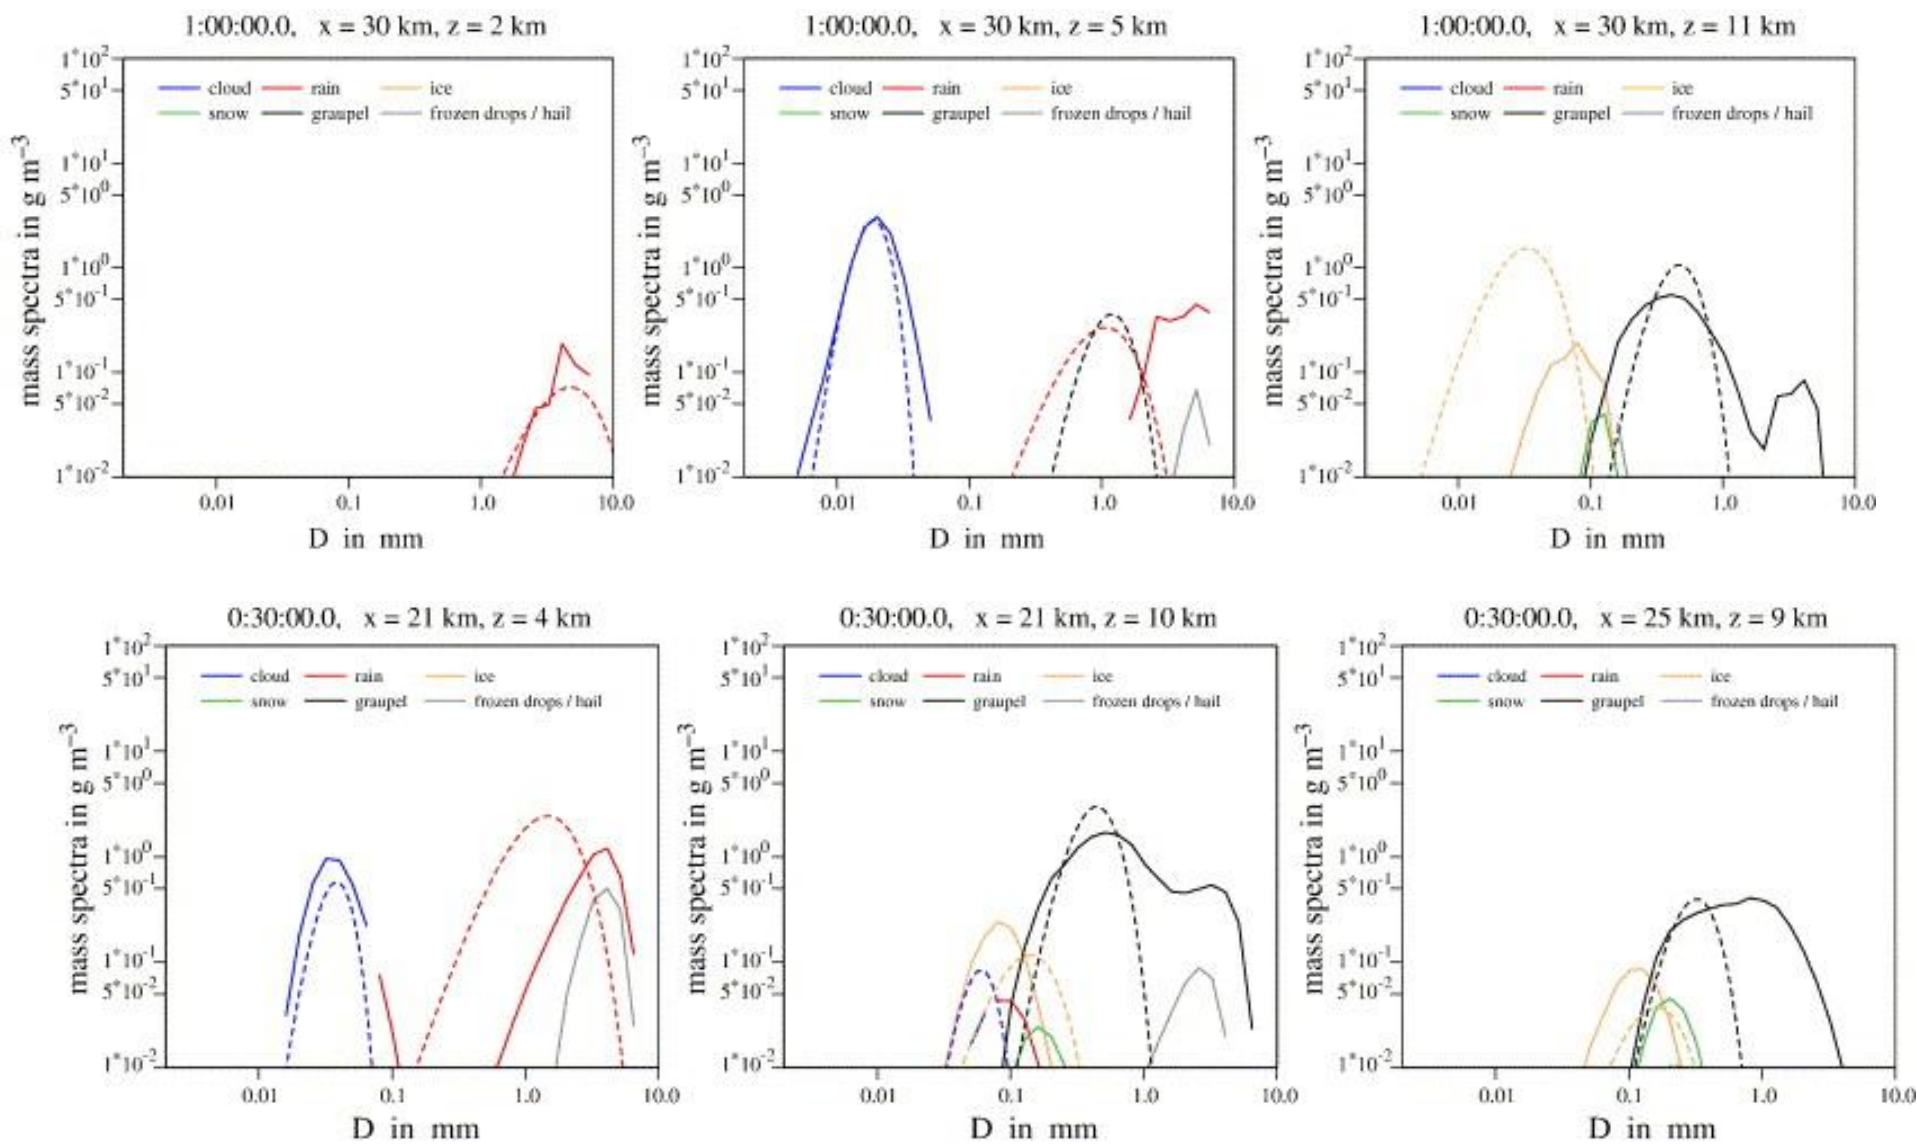 1:00:00.0, x = 30 km, z = 2 km
1*10^2
5*10^1
1*10^1
5*10^0
1*10^0
5*10^-1
1*10^-1
5*10^-2
1*10^-2
mass spectra in g m^-3
cloud rain ice
snow graupel frozen drops / hail
0.01 0.1 1.0 10.0
D in mm
1:00:00.0, x = 30 km, z = 5 km
1*10^2
5*10^1
1*10^1
5*10^0
1*10^0
5*10^-1
1*10^-1
5*10^-2
1*10^-2
mass spectra in g m^-3
cloud rain ice
snow graupel frozen drops / hail
0.01 0.1 1.0 10.0
D in mm
1:00:00.0, x = 30 km, z = 11 km
1*10^2
5*10^1
1*10^1
5*10^0
1*10^0
5*10^-1
1*10^-1
5*10^-2
1*10^-2
mass spectra in g m^-3
cloud rain ice
snow graupel frozen drops / hail
0.01 0.1 1.0 10.0
D in mm
0:30:00.0, x = 21 km, z = 4 km
1*10^2
5*10^1
1*10^1
5*10^0
1*10^0
5*10^-1
1*10^-1
5*10^-2
1*10^-2
mass spectra in g m^-3
cloud rain ice
snow graupel frozen drops / hail
0.01 0.1 1.0 10.0
D in mm
0:30:00.0, x = 21 km, z = 10 km
1*10^2
5*10^1
1*10^1
5*10^0
1*10^0
5*10^-1
1*10^-1
5*10^-2
1*10^-2
mass spectra in g m^-3
cloud rain ice
snow graupel frozen drops / hail
0.01 0.1 1.0 10.0
D in mm
0:30:00.0, x = 25 km, z = 9 km
1*10^2
5*10^1
1*10^1
5*10^0
1*10^0
5*10^-1
1*10^-1
5*10^-2
1*10^-2
mass spectra in g m^-3
cloud rain ice
snow graupel frozen drops / hail
0.01 0.1 1.0 10.0
D in mm